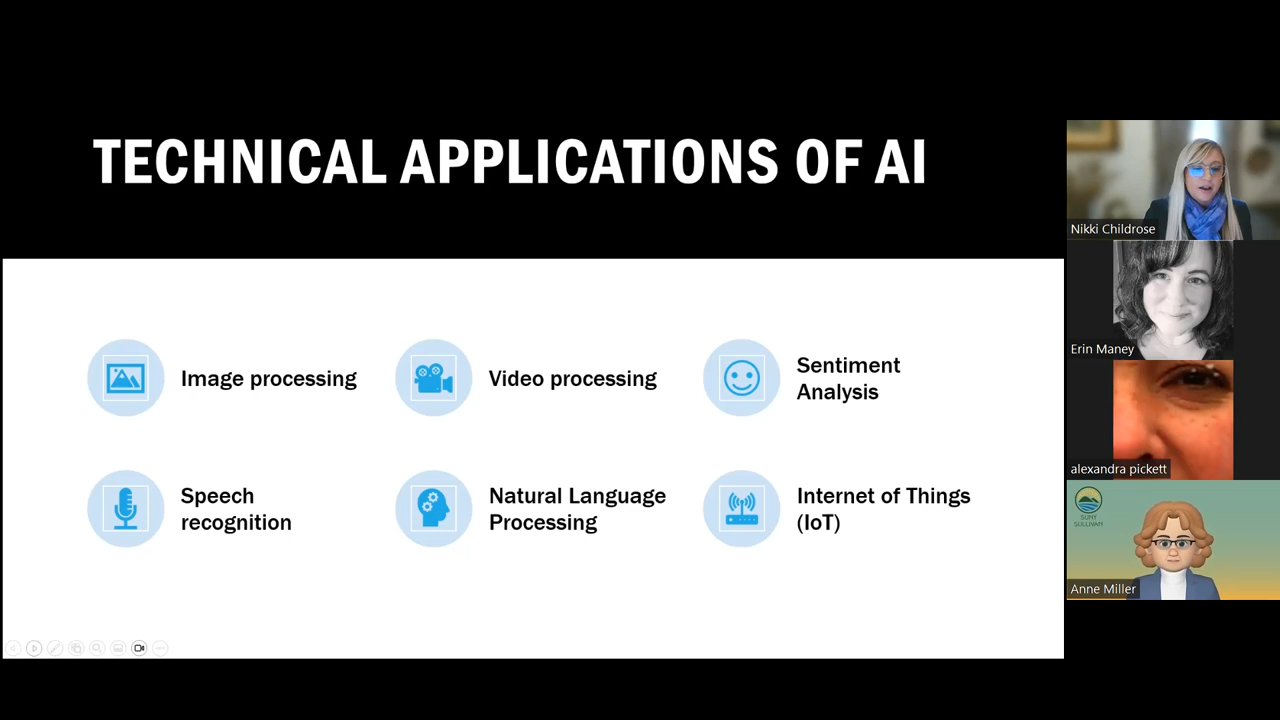 TECHNICAL APPLICATIONS OF AI
Image processing
Video processing
Sentiment
Analysis
Speech
recognition
Natural Language
Processing
Internet of Things
(IoT)
Nikki Childrose
Erin Maney
alexandra pickett
SUNY
SULLIVAN
Anne Miller